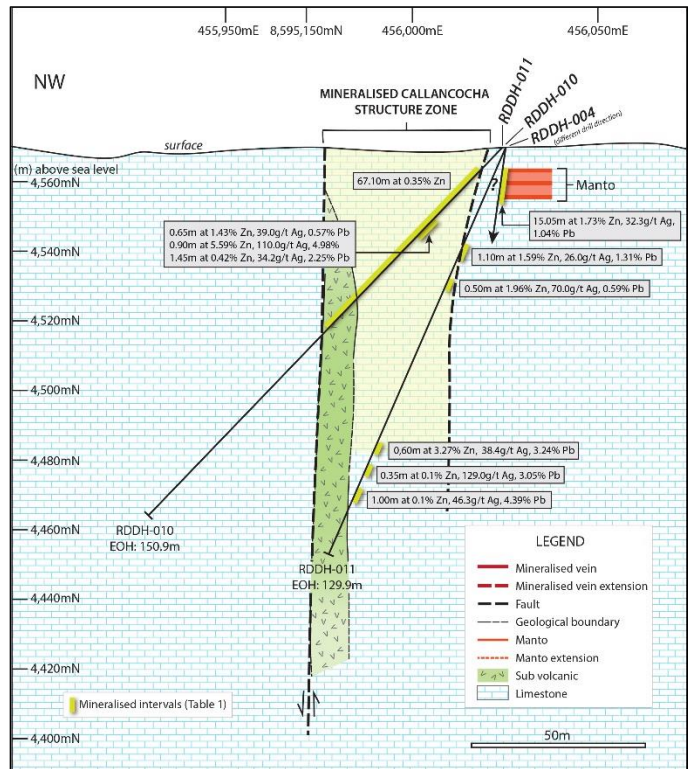 455,950mE
8,595,150mN
456,000mE
456,050mE
NW
MINERALISED CALLANCOCHA
STRUCTURE ZONE
RDDH-011
RDDH-010
RDDH-004
(different drill direction)
surface
(m) above sea level
4,560mN
4,540mN
4,520mN
4,500mN
4,480mN
4,460mN
4,440mN
4,420mN
4,400mN
67.10m at 0.35% Zn
?
Manto
15.05m at 1.73% Zn, 32.3g/t Ag,
1.04% Pb
0.65m at 1.43% Zn, 39.0g/t Ag, 0.57% Pb
0.90m at 5.59% Zn, 110.0g/t Ag, 4.98%
1.45m at 0.42% Zn, 34.2g/t Ag, 2.25% Pb
1.10m at 1.59% Zn, 26.0g/t Ag, 1.31% Pb
0.50m at 1.96% Zn, 70.0g/t Ag, 0.59% Pb
0,60m at 3.27% Zn, 38.4g/t Ag, 3.24% Pb
0.35m at 0.1% Zn, 129.0g/t Ag, 3.05% Pb
1.00m at 0.1% Zn, 46.3g/t Ag, 4.39% Pb
RDDH-010
EOH: 150.9m
RDDH-011
EOH: 129.9m
LEGEND
Mineralised vein
Mineralised vein extension
Fault
Geological boundary
Manto
Manto extension
Sub volcanic
Limestone
Mineralised intervals (Table 1)
50m